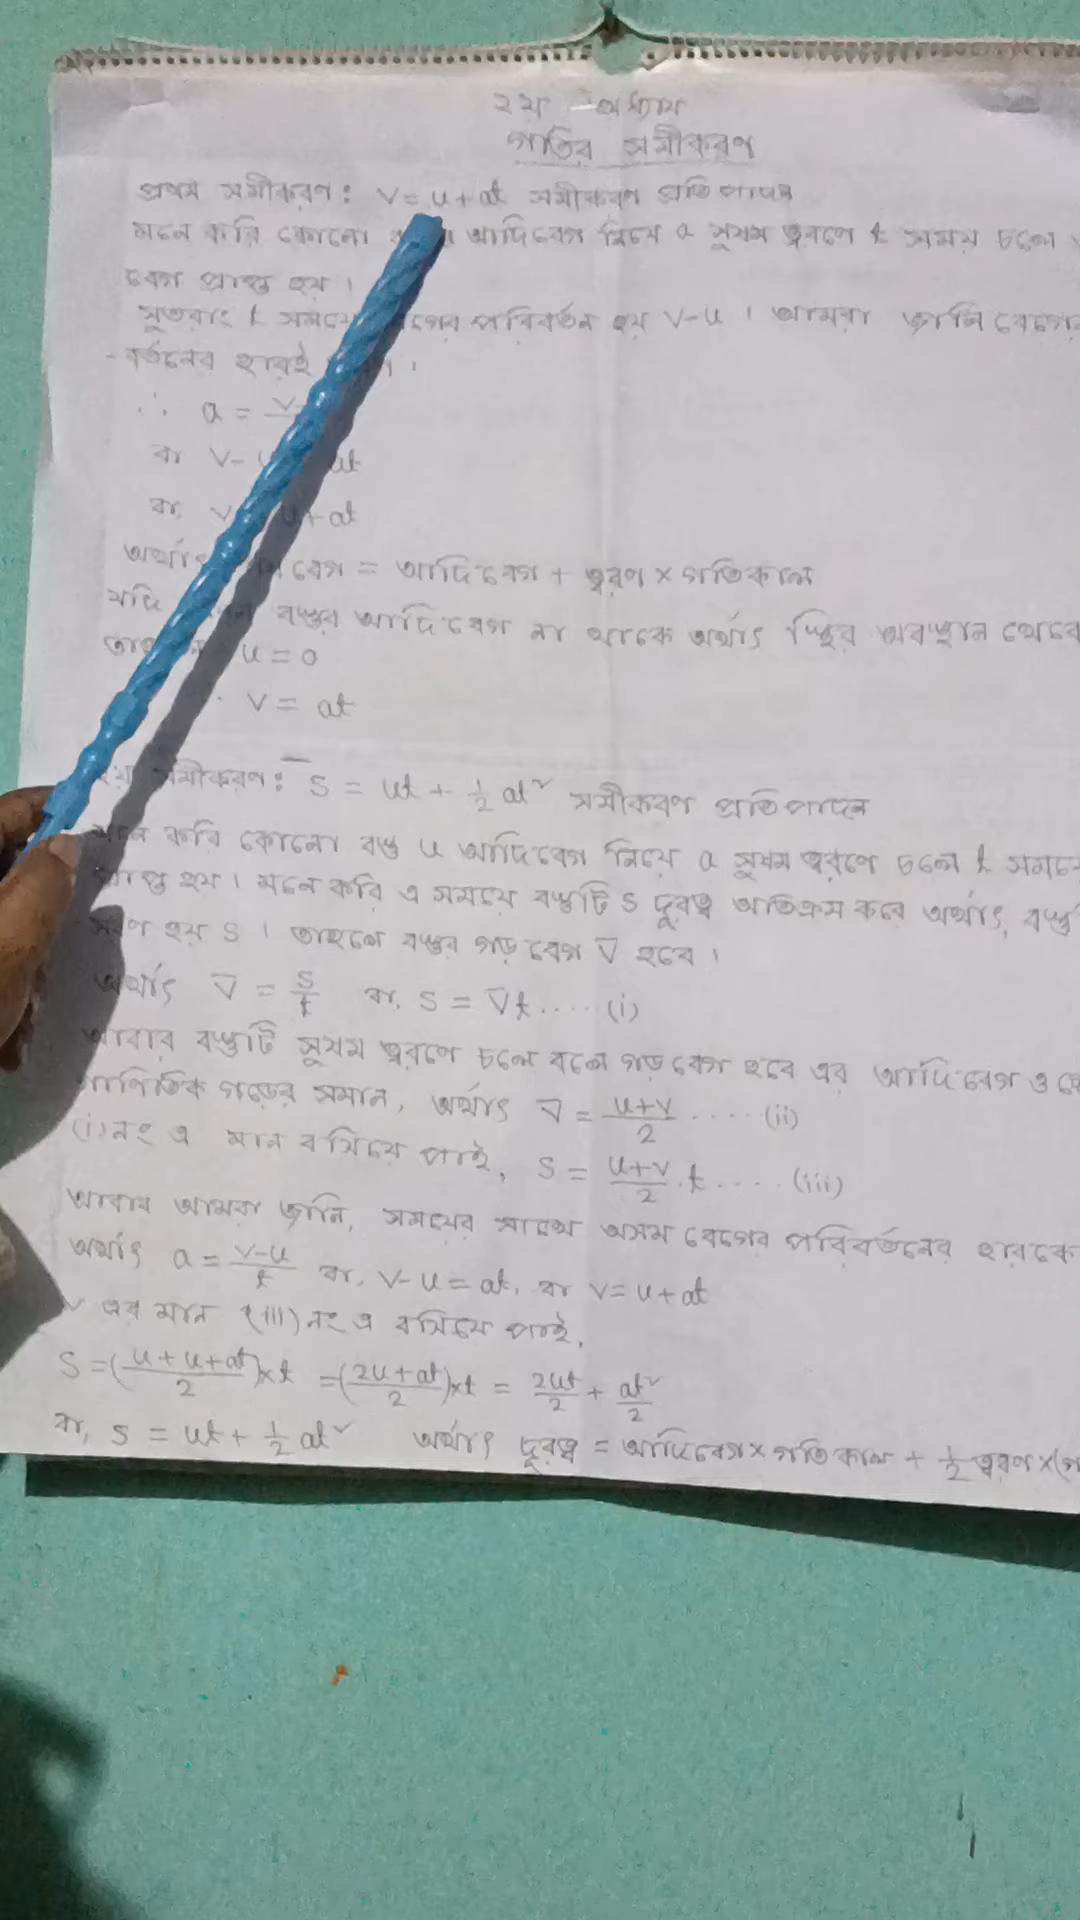 ২য় অধ্যায়
গতির সমীকরণ
প্রথম সমীকরণ: v = u + at সমীকরণ প্রতিপাদন
মনে করি কোনো আদিবেগ নিয়ে a সুষম ত্বরণে t সময় চলে
বেগ প্রাপ্ত হয়।
সুতরাং t সময়ে পরিবর্তন হয় v-u । আমরা জানি বেগের
-বর্তনের হারই
∴ a =
বা v- at
বা, v at
অর্থাৎ বেগ = আদিবেগ + ত্বরণ × গতিকাল
যদি বস্তুর আদিবেগ না থাকে অর্থাৎ স্থির অবস্থান থেকে
u = 0
v = at
২য় সমীকরণ: s = ut + ½ at² সমীকরণ প্রতিপাদন
মনে করি কোনো বস্তু u আদিবেগ নিয়ে a সুষম ত্বরণে চলে t সময়ে
প্রাপ্ত হয়। মনে করি এ সময়ে বস্তুটি s দূরত্ব অতিক্রম করে অর্থাৎ, বস্তু
সরণ হয় s । তাহলে বস্তুর গড় বেগ v̄ হবে।
অর্থাৎ v̄ = s/t বা, s = v̄t.....(i)
আবার বস্তুটি সুষম ত্বরণে চলে বলে গড় বেগ হবে এর আদিবেগ ও
গাণিতিক গড়ের সমান, অর্থাৎ v̄ = (u+v)/2 .....(ii)
(i)নং এ মান বসিয়ে পাই, s = (u+v)/2 . t .... (iii)
আবার আমরা জানি, সময়ের সাথে অসম বেগের পরিবর্তনের হারকে
অর্থাৎ a = (v-u)/t বা, v-u = at, বা v = u+at
v এর মান (iii)নং এ বসিয়ে পাই,
s = ((u+u+at)/2)×t = ((2u+at)/2)×t = 2ut/2 + at²/2
বা, s = ut + ½ at² অর্থাৎ দূরত্ব = আদিবেগ × গতিকাল + ½ ত্বরণ ×(